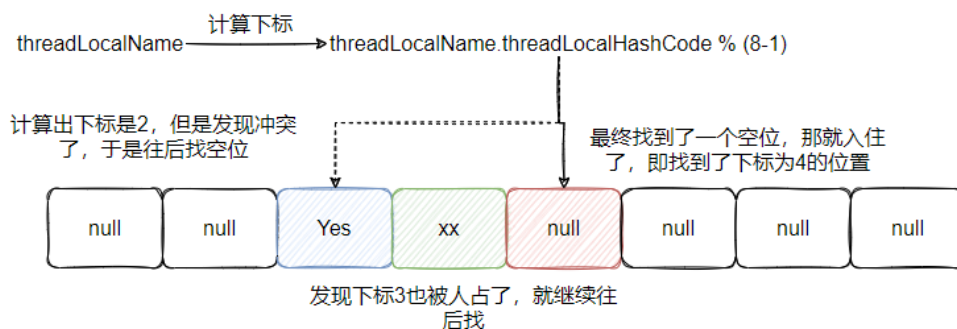 计算下标
threadLocalName
threadLocalName.threadLocalHashCode % (8-1)
计算出下标是2，但是发现冲突
了，于是往后找空位
最终找到了一个空位，那就入住
了，即找到了下标为4的位置
null
null
Yes
xx
null
null
null
null
发现下标3也被人占了，就继续往
后找